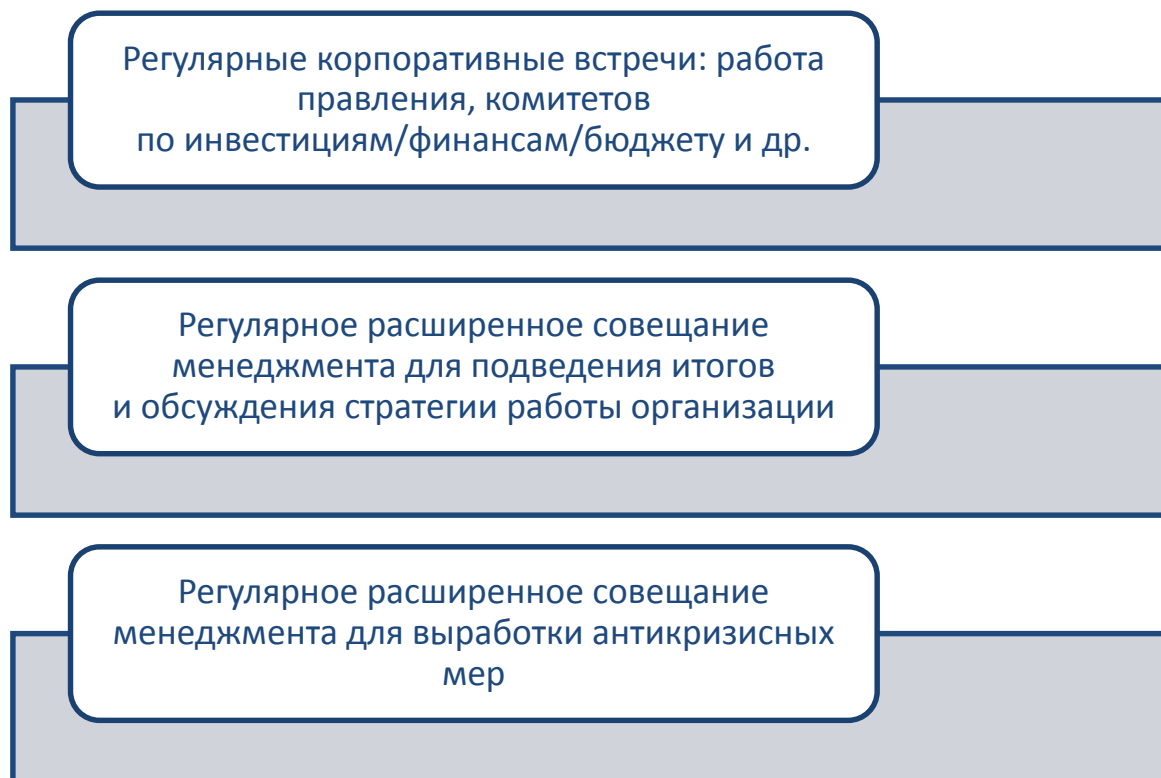 Регулярные корпоративные встречи: работа
правления, комитетов
по инвестициям/финансам/бюджету и др.
Регулярное расширенное совещание
менеджмента для подведения итогов
и обсуждения стратегии работы организации
Регулярное расширенное совещание
менеджмента для выработки антикризисных
мер